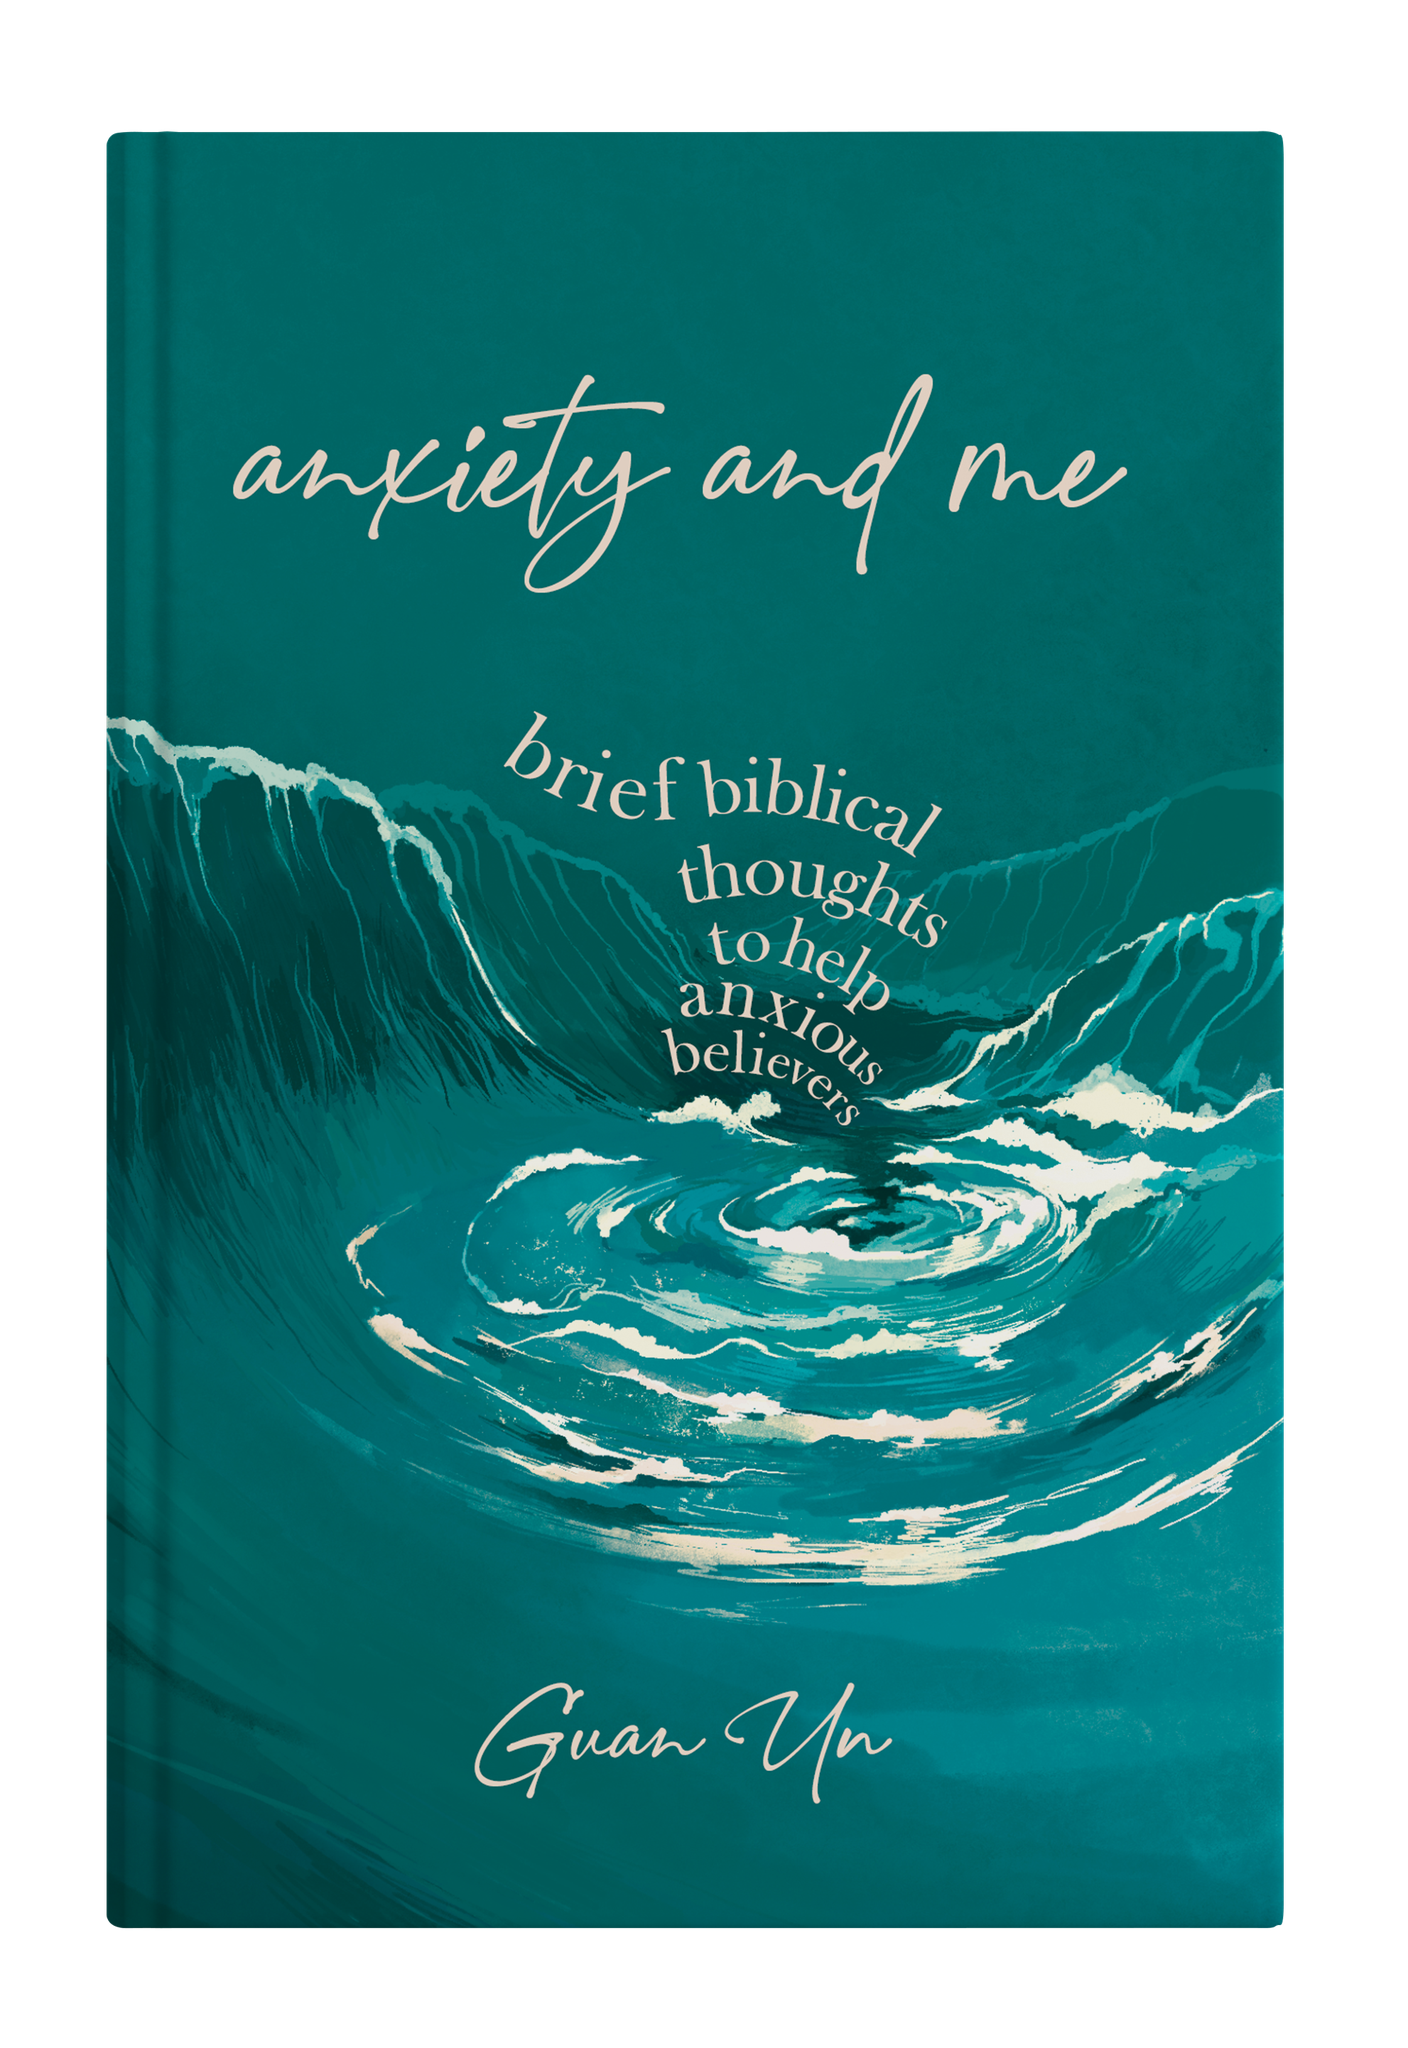 anxiety and me
brief biblical
thoughts
to help
anxious
believers
Guan Un